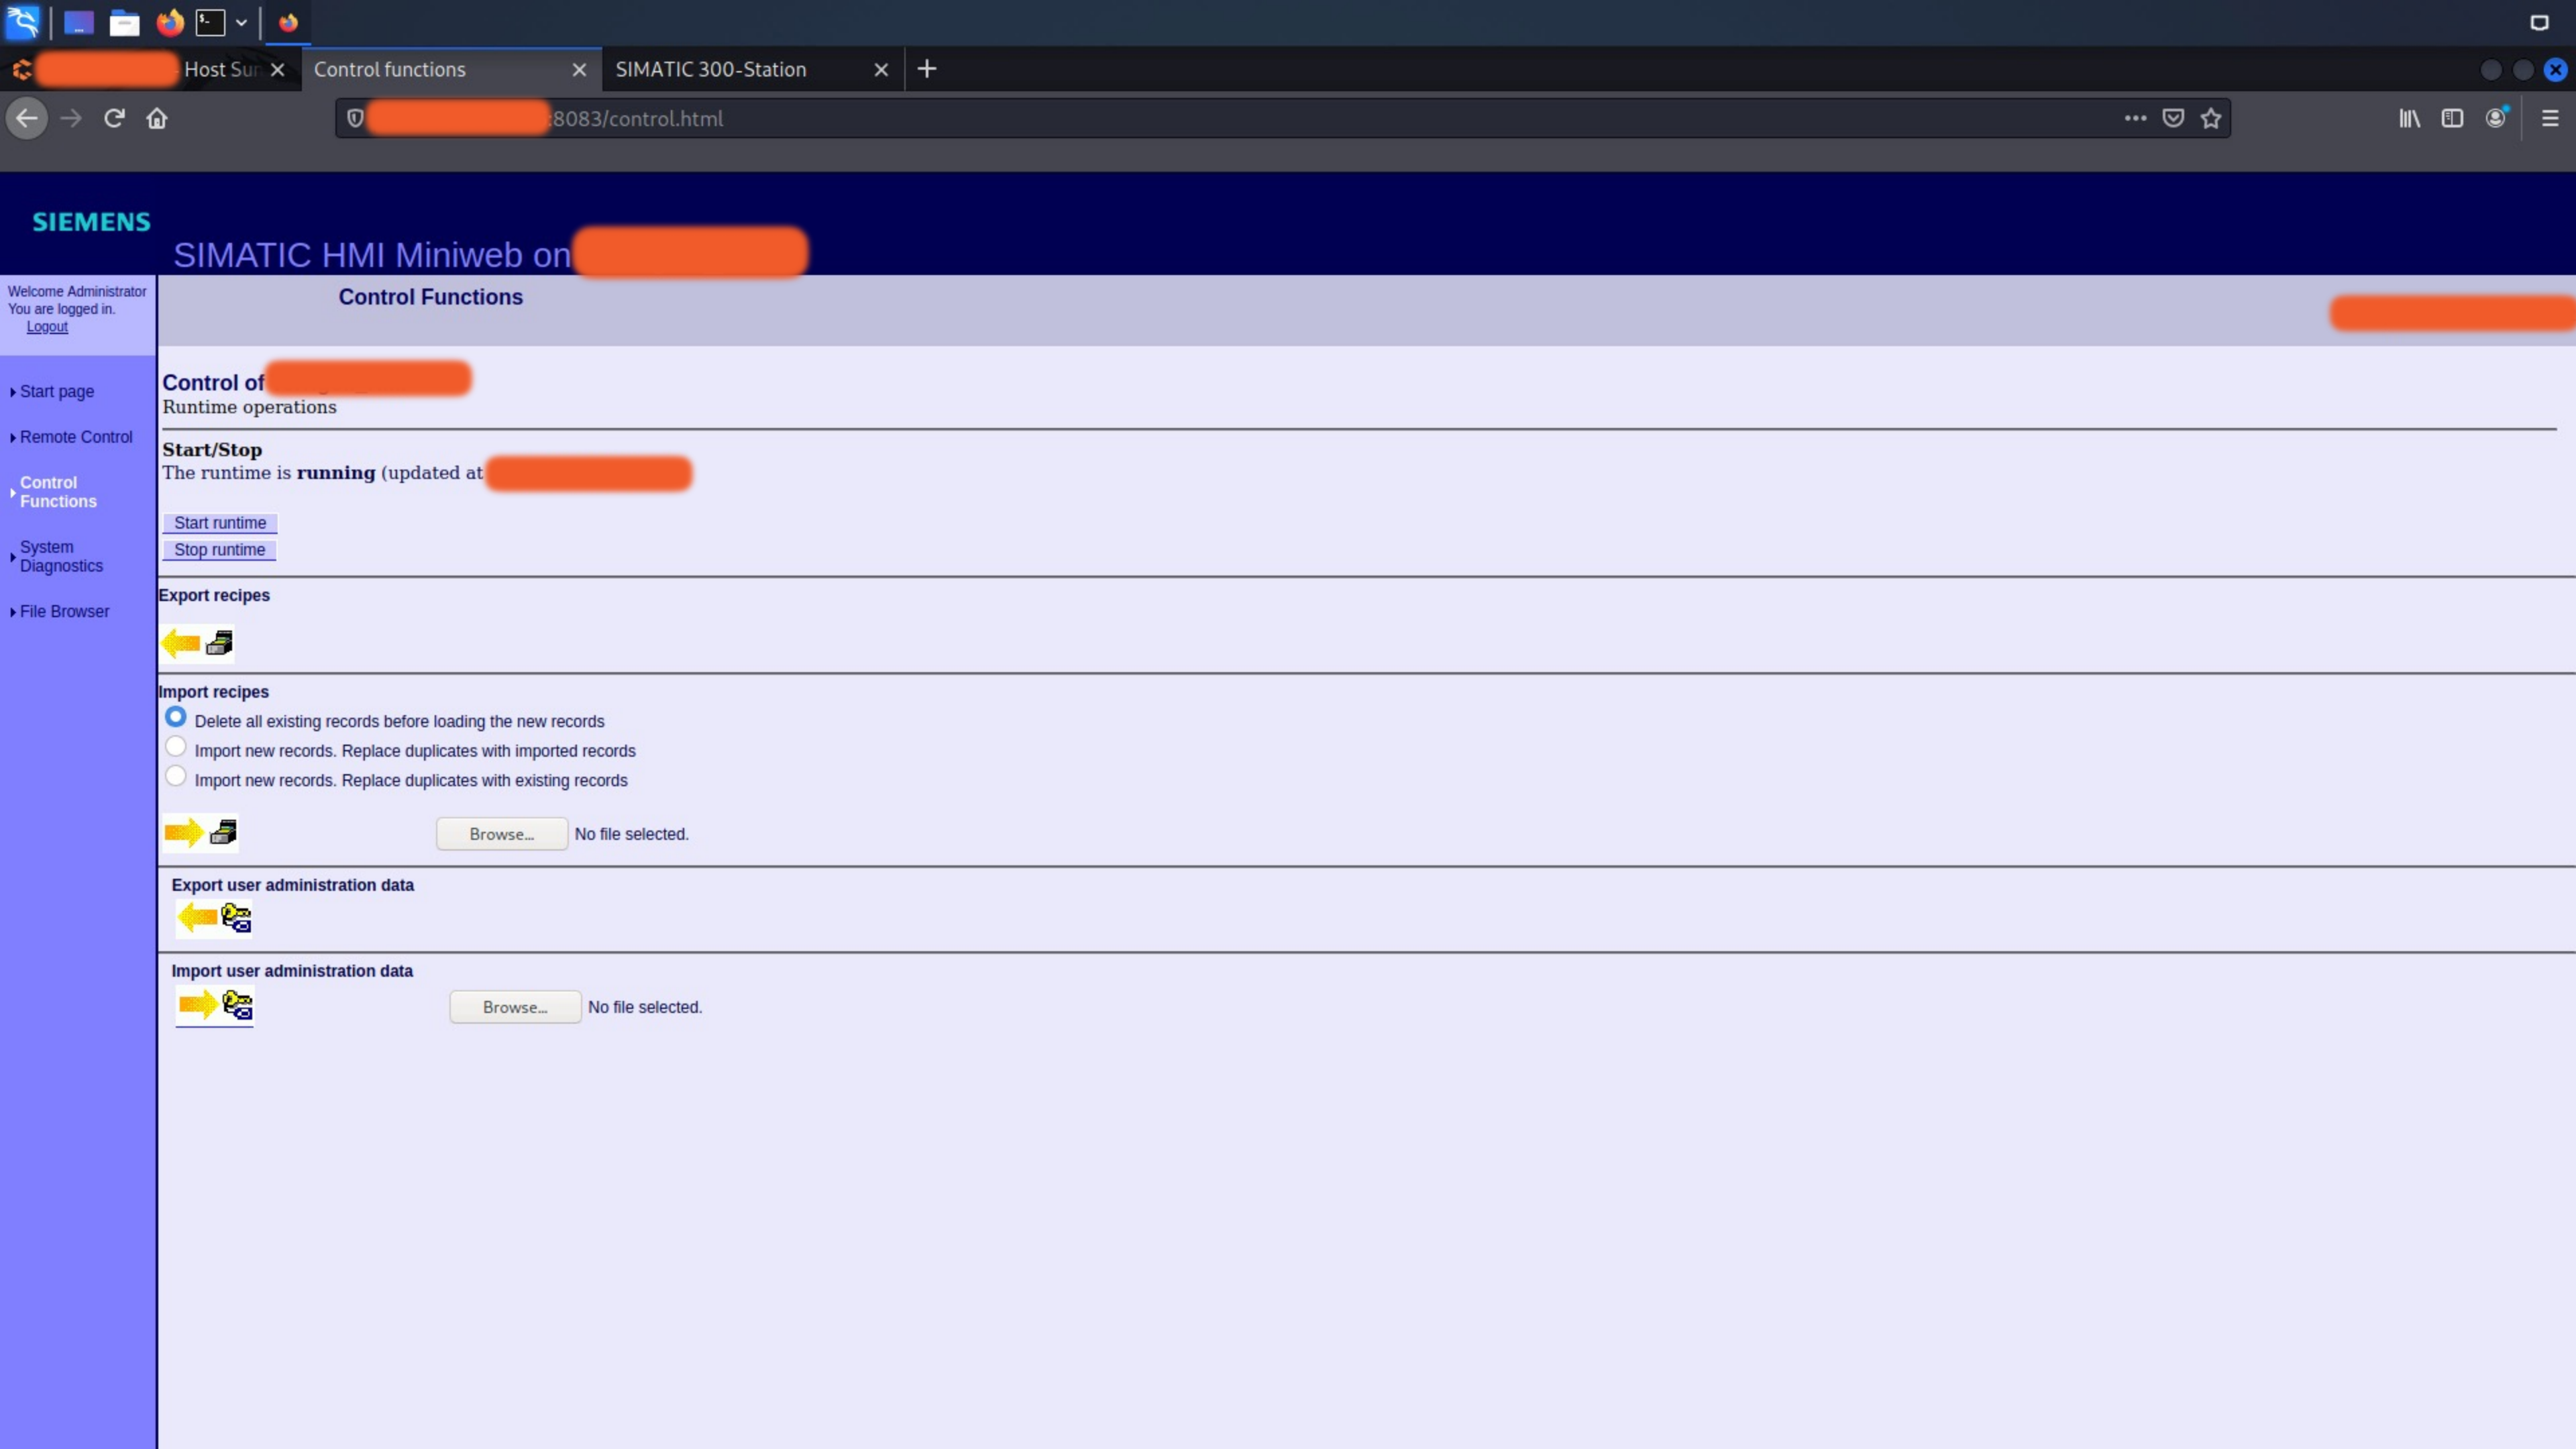 Host Sur
Control functions
SIMATIC 300-Station
:8083/control.html
SIEMENS
SIMATIC HMI Miniweb on
Welcome Administrator
You are logged in.
Logout
Control Functions
Start page
Remote Control
Control
Functions
System
Diagnostics
File Browser
Control of
Runtime operations
Start/Stop
The runtime is running (updated at
Start runtime
Stop runtime
Export recipes
Import recipes
Delete all existing records before loading the new records
Import new records. Replace duplicates with imported records
Import new records. Replace duplicates with existing records
Browse... No file selected.
Export user administration data
Import user administration data
Browse... No file selected.